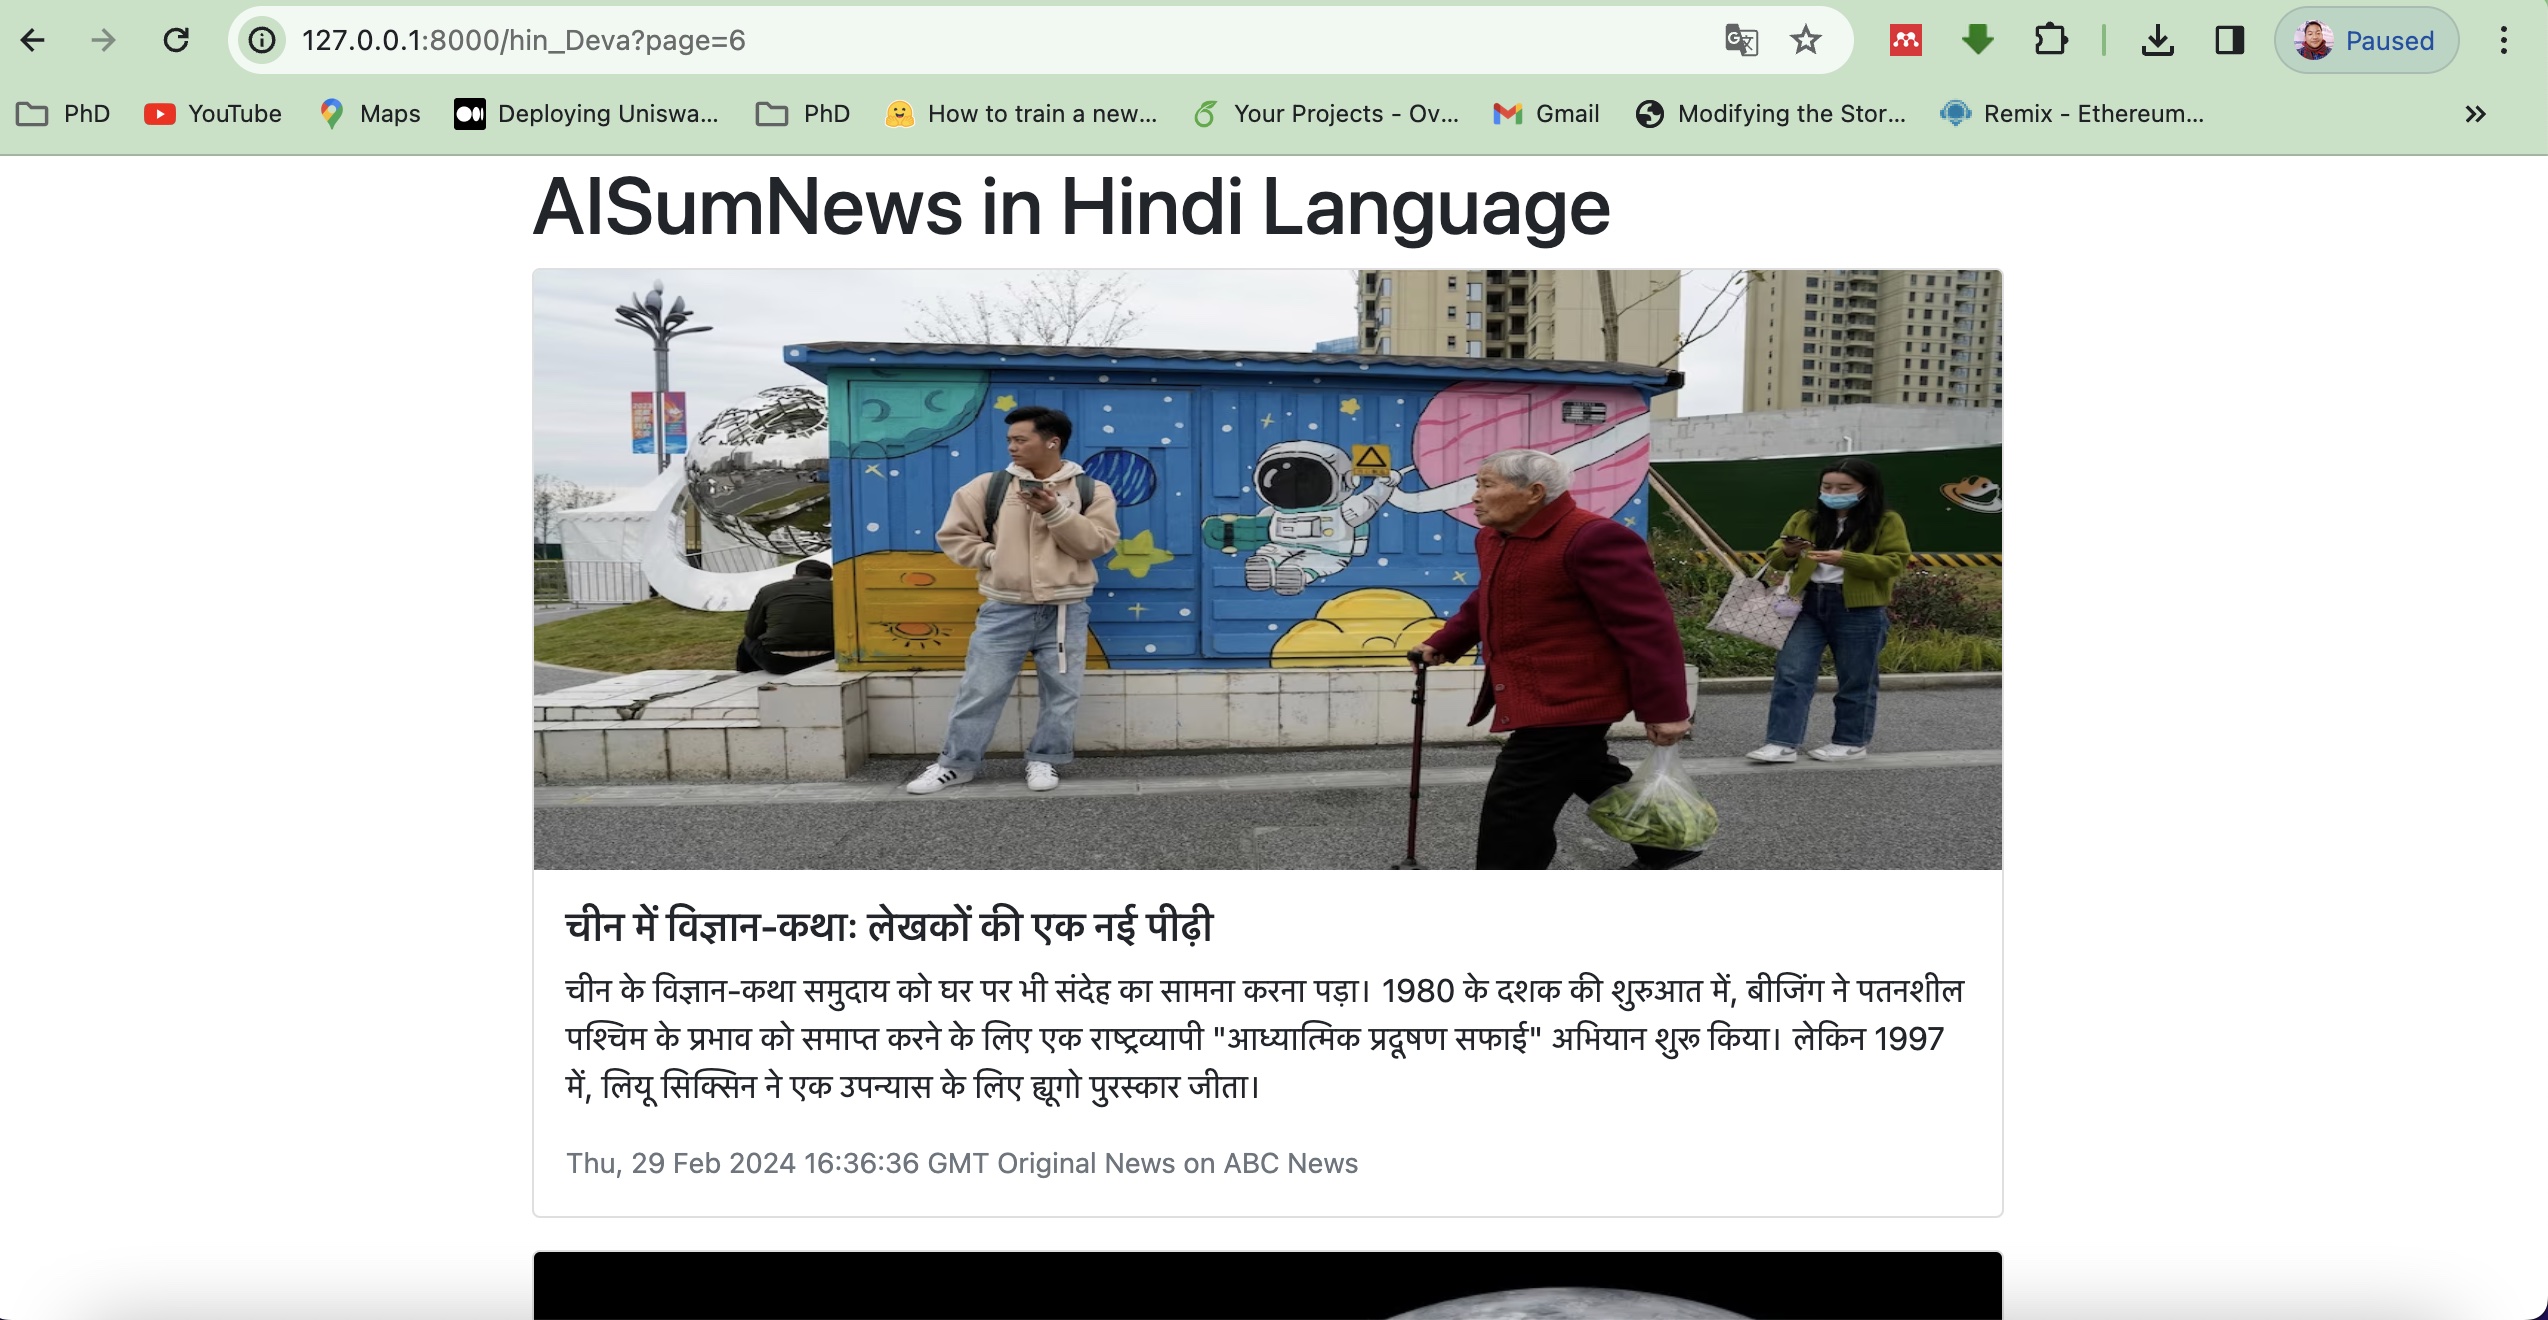 127.0.0.1:8000/hin_Deva?page=6
Paused
PhD
YouTube
Maps
Deploying Uniswa...
PhD
How to train a new...
Your Projects - Ov...
Gmail
Modifying the Stor...
Remix - Ethereum...
AISumNews in Hindi Language
चीन में विज्ञान-कथा: लेखकों की एक नई पीढ़ी
चीन के विज्ञान-कथा समुदाय को घर पर भी संदेह का सामना करना पड़ा। 1980 के दशक की शुरुआत में, बीजिंग ने पतनशील
पश्चिम के प्रभाव को समाप्त करने के लिए एक राष्ट्रव्यापी "आध्यात्मिक प्रदूषण सफाई" अभियान शुरू किया। लेकिन 1997
में, लियू सिक्सिन ने एक उपन्यास के लिए ह्यूगो पुरस्कार जीता।
Thu, 29 Feb 2024 16:36:36 GMT Original News on ABC News